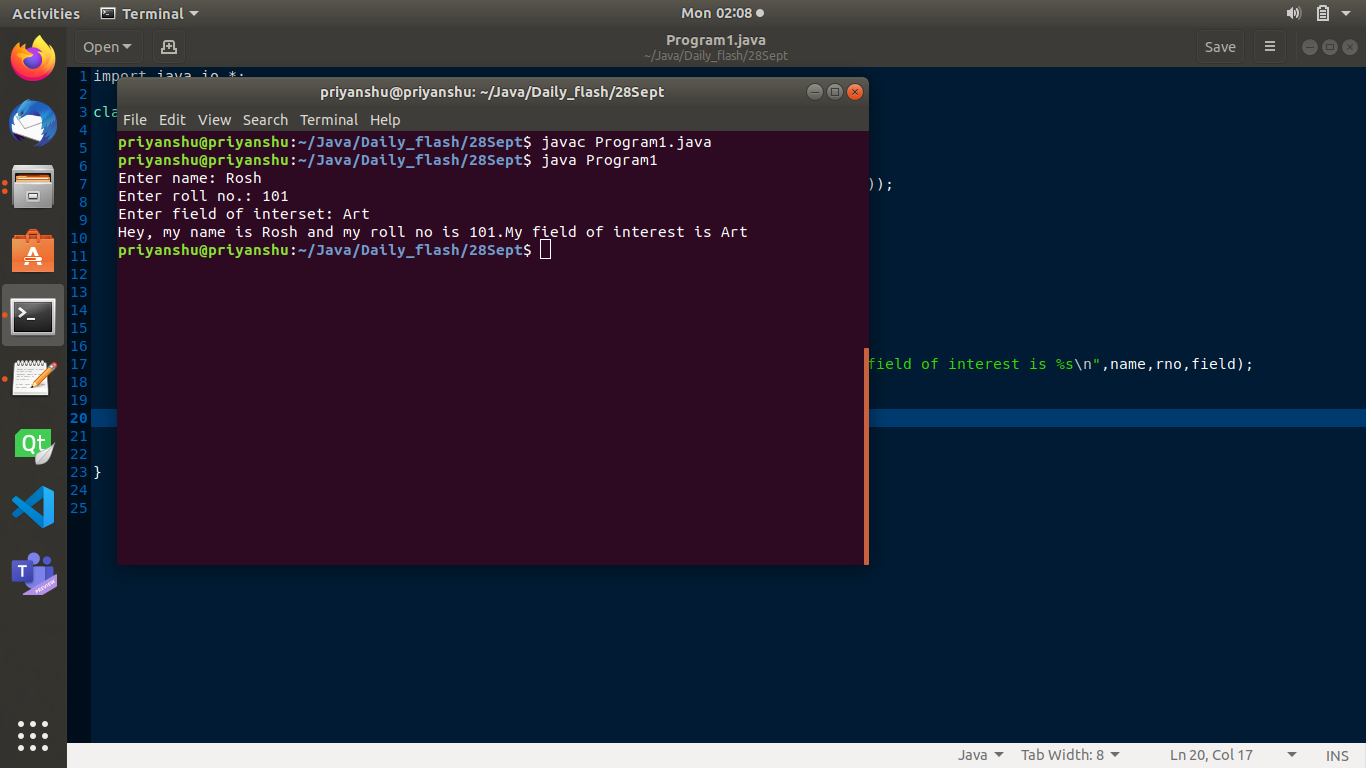 Activities
Terminal
Mon 02:08
Open
Program1.java
~/Java/Daily_flash/28Sept
Save
1 import java.io.*;
2
3 cla
4
5
6
7 ));
8
9
10
11
12
13
14
15
16
17 field of interest is %s\n",name,rno,field);
18
19
20
21
22
23 }
24
25
priyanshu@priyanshu: ~/Java/Daily_flash/28Sept
File Edit View Search Terminal Help
priyanshu@priyanshu:~/Java/Daily_flash/28Sept$ javac Program1.java
priyanshu@priyanshu:~/Java/Daily_flash/28Sept$ java Program1
Enter name: Rosh
Enter roll no.: 101
Enter field of interset: Art
Hey, my name is Rosh and my roll no is 101.My field of interest is Art
priyanshu@priyanshu:~/Java/Daily_flash/28Sept$
Qt
T
PREVIEW
Java Tab Width: 8 Ln 20, Col 17 INS